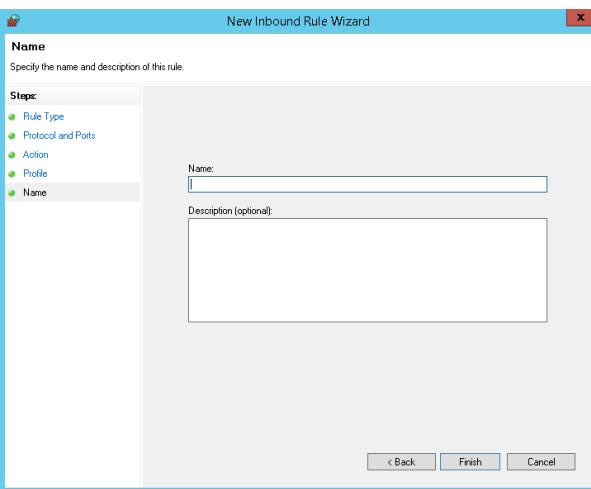 New Inbound Rule Wizard
x
Name
Specify the name and description of this rule.
Steps:
Rule Type
Protocol and Ports
Action
Profile
Name
Name:
Description (optional):
< Back
Finish
Cancel